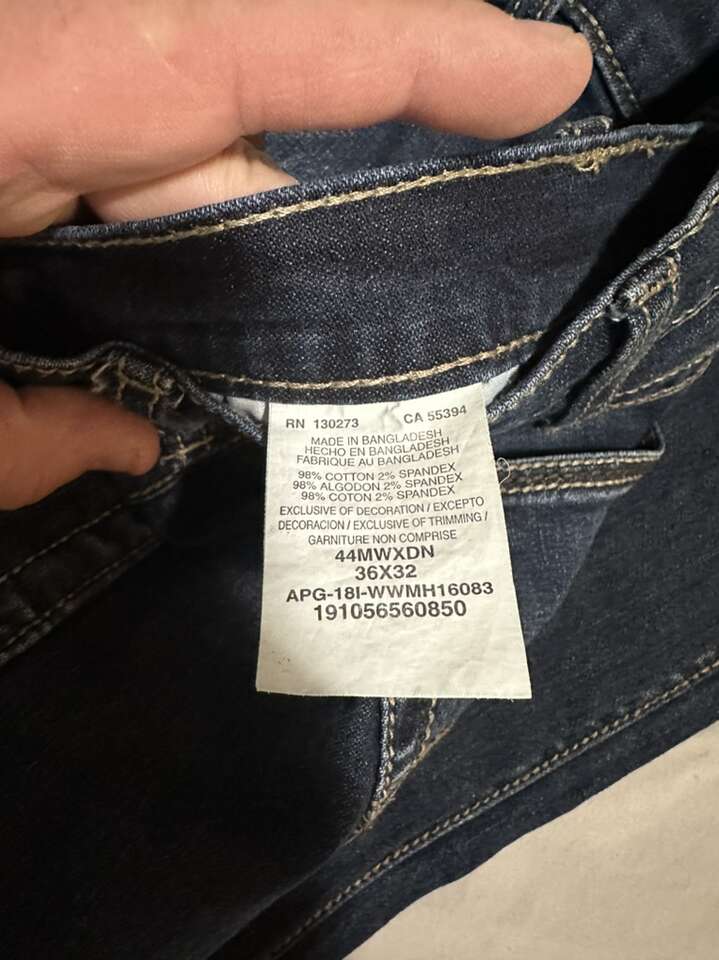 RN 130273 CA 55394
MADE IN BANGLADESH
HECHO EN BANGLADESH
FABRIQUE AU BANGLADESH
98% COTTON 2% SPANDEX
98% ALGODON 2% SPANDEX
98% COTON 2% SPANDEX
EXCLUSIVE OF DECORATION / EXCEPTO
DECORACION / EXCLUSIVE OF TRIMMING /
GARNITURE NON COMPRISE
44MWXDN
36X32
APG-18I-WWMH16083
191056560850